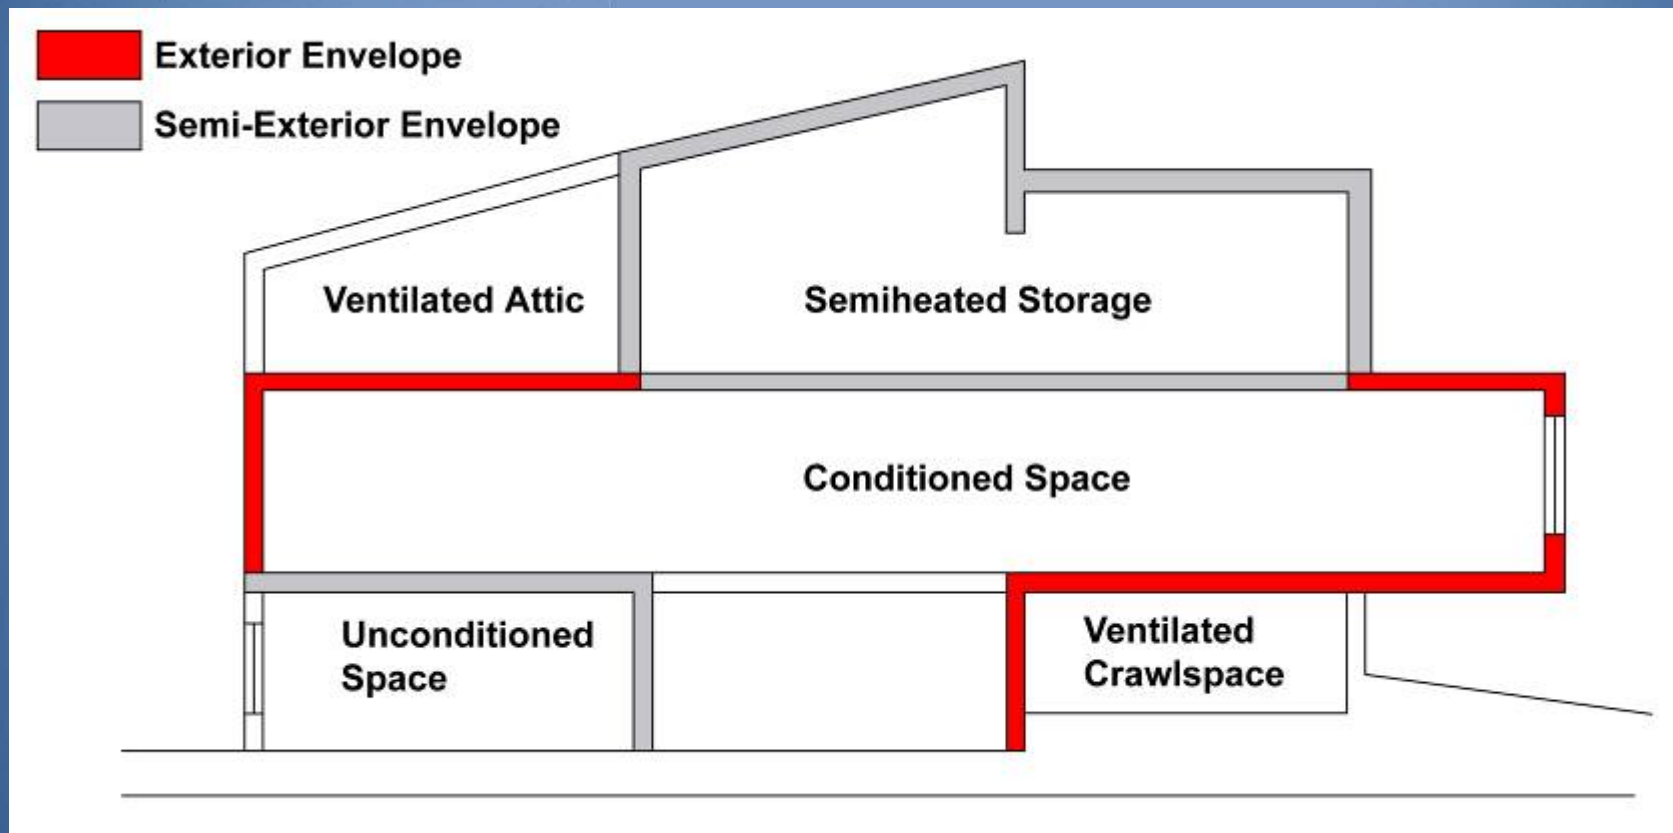 Exterior Envelope
Semi-Exterior Envelope
Ventilated Attic
Semiheated Storage
Conditioned Space
Unconditioned
Space
Ventilated
Crawlspace